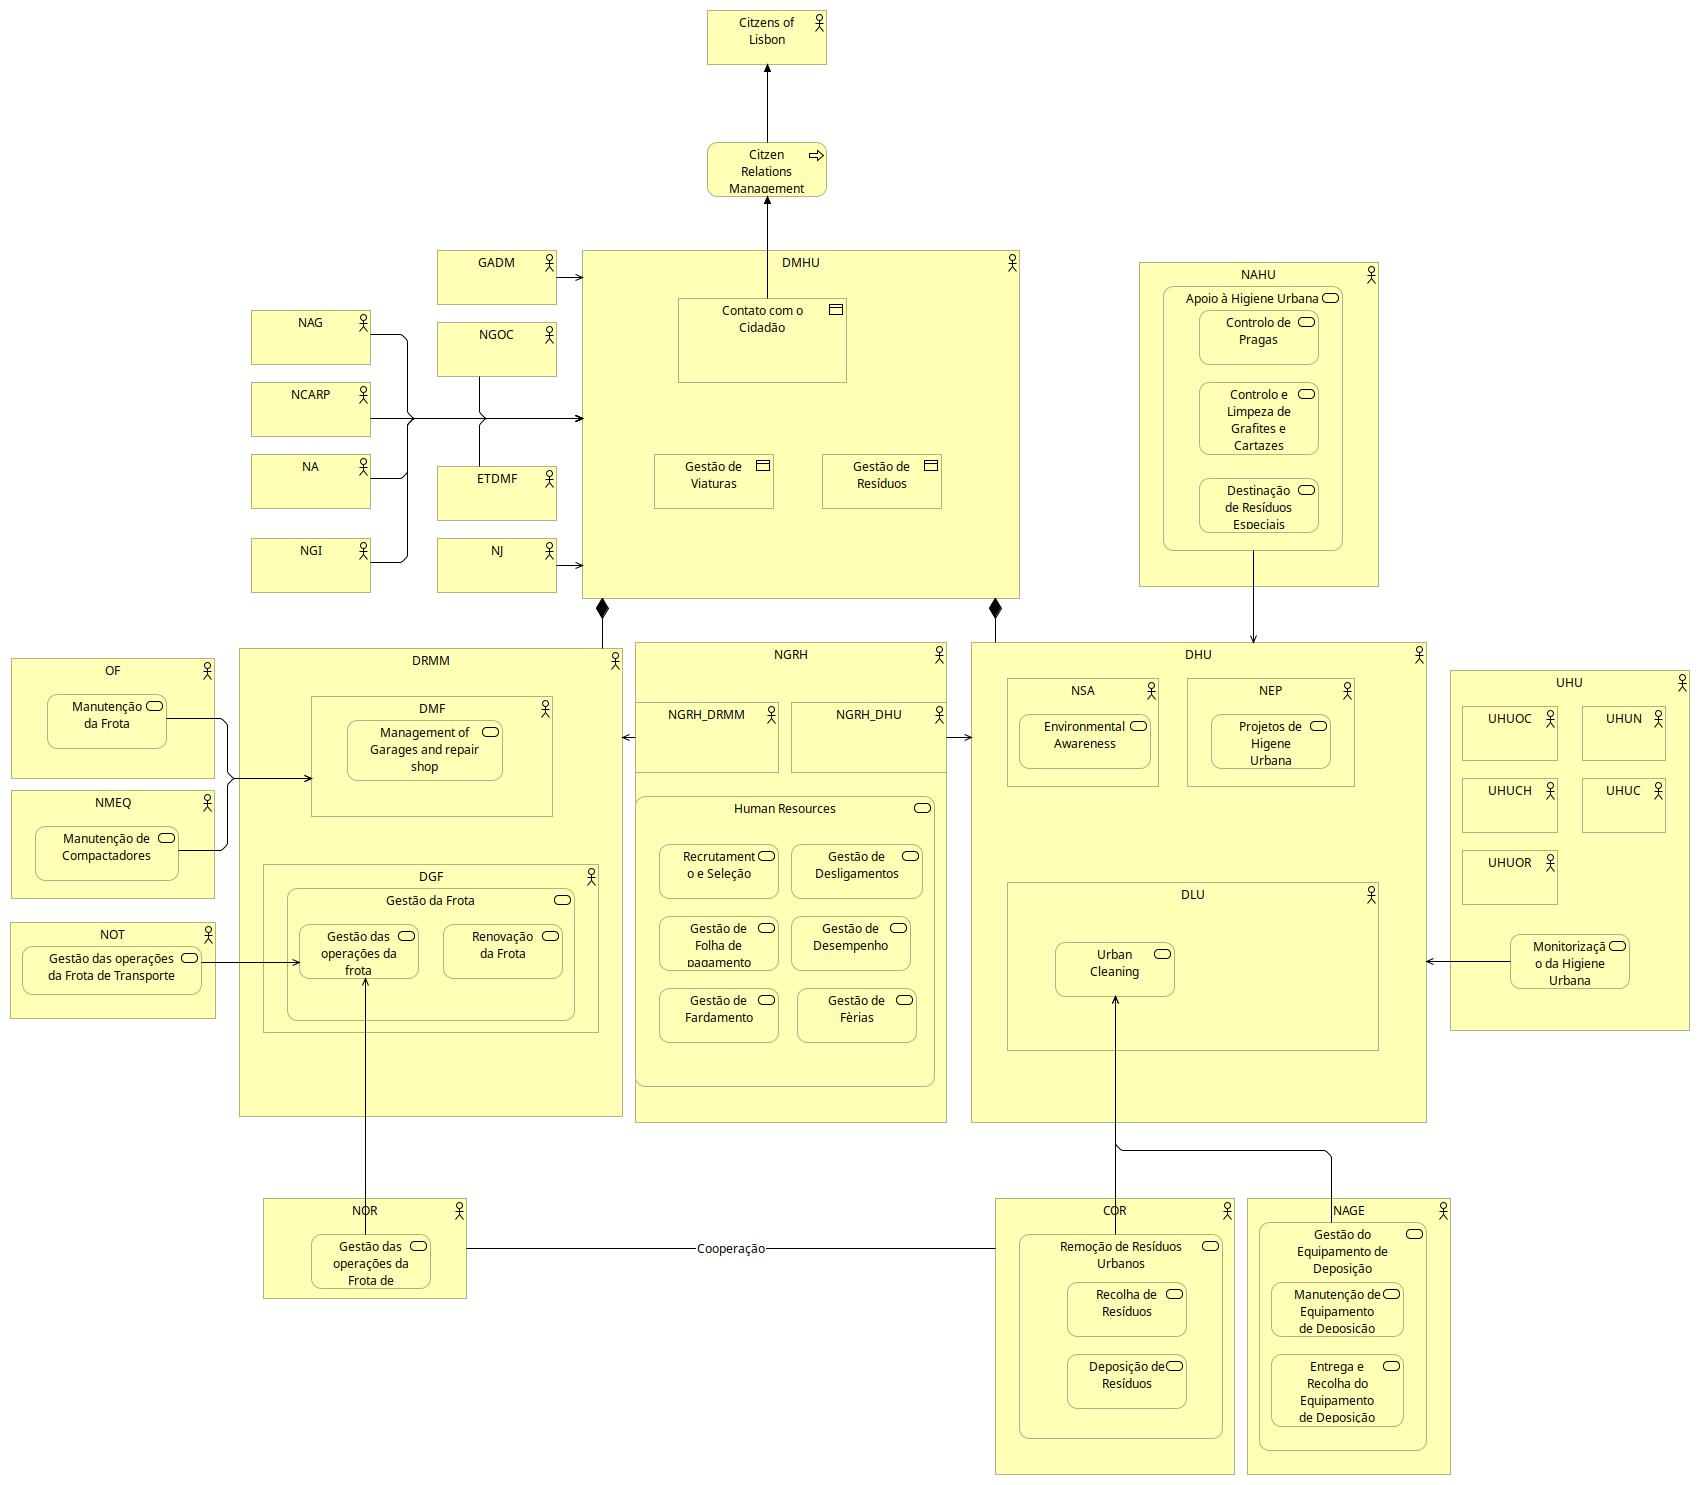 Citzens of
Lisbon
Citzen
Relations
Management
GADM
DMHU
NAHU
Contato com o
Cidadão
Apoio à Higiene Urbana
Controlo de
Pragas
NAG
NGOC
NCARP
Controlo e
Limpeza de
Grafites e
Cartazes
NA
ETDMF
Gestão de
Viaturas
Gestão de
Resíduos
Destinação
de Resíduos
Especiais
NGI
NJ
OF
Manutenção
da Frota
DRMM
DMF
Management of
Garages and repair
shop
NGRH
NGRH_DRMM
NGRH_DHU
DHU
NSA
Environmental
Awareness
NEP
Projetos de
Higene
Urbana
UHU
UHUOC
UHUN
UHUCH
UHUC
UHUOR
Monitorizaçã
o da Higiene
Urbana
NMEQ
Manutenção de
Compactadores
Human Resources
Recrutament
o e Seleção
Gestão de
Desligamentos
Gestão de
Folha de
pagamento
Gestão de
Desempenho
Gestão de
Fardamento
Gestão de
Fèrias
DGF
Gestão da Frota
Gestão das
operações da
frota
Renovação
da Frota
DLU
Urban
Cleaning
NOT
Gestão das operações
da Frota de Transporte
NOR
Gestão das
operações da
Frota de
Cooperação
COR
Remoção de Resíduos
Urbanos
Recolha de
Resíduos
Deposição de
Resíduos
NAGE
Gestão do
Equipamento de
Deposição
Manutenção de
Equipamento
de Deposição
Entrega e
Recolha do
Equipamento
de Deposição